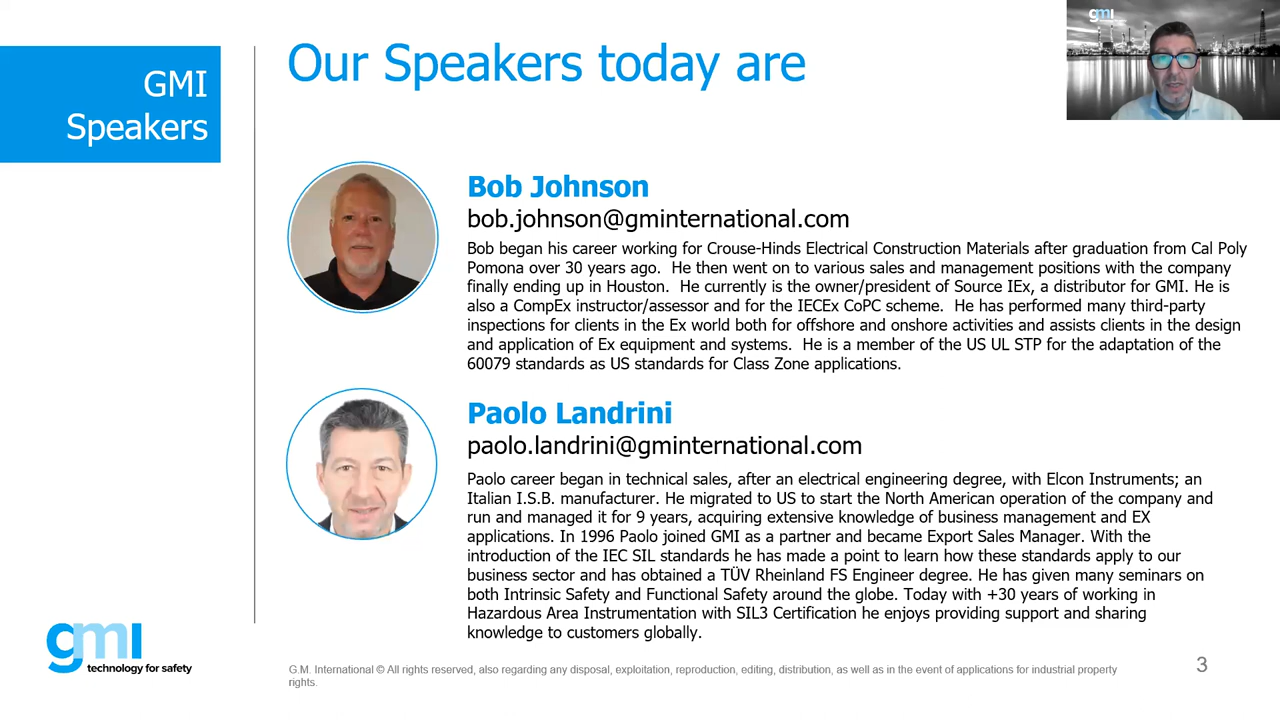 GMI
Speakers
Our Speakers today are
gmi
Bob Johnson
bob.johnson@gminternational.com
Bob began his career working for Crouse-Hinds Electrical Construction Materials after graduation from Cal Poly
Pomona over 30 years ago.  He then went on to various sales and management positions with the company
finally ending up in Houston.  He currently is the owner/president of Source IEx, a distributor for GMI. He is
also a CompEx instructor/assessor and for the IECEx CoPC scheme.  He has performed many third-party
inspections for clients in the Ex world both for offshore and onshore activities and assists clients in the design
and application of Ex equipment and systems.  He is a member of the US UL STP for the adaptation of the
60079 standards as US standards for Class Zone applications.
Paolo Landrini
paolo.landrini@gminternational.com
Paolo career began in technical sales, after an electrical engineering degree, with Elcon Instruments; an
Italian I.S.B. manufacturer. He migrated to US to start the North American operation of the company and
run and managed it for 9 years, acquiring extensive knowledge of business management and EX
applications. In 1996 Paolo joined GMI as a partner and became Export Sales Manager. With the
introduction of the IEC SIL standards he has made a point to learn how these standards apply to our
business sector and has obtained a TÜV Rheinland FS Engineer degree. He has given many seminars on
both Intrinsic Safety and Functional Safety around the globe. Today with +30 years of working in
Hazardous Area Instrumentation with SIL3 Certification he enjoys providing support and sharing
knowledge to customers globally.
gmi
technology for safety
G.M. International © All rights reserved, also regarding any disposal, exploitation, reproduction, editing, distribution, as well as in the event of applications for industrial property
rights.
3